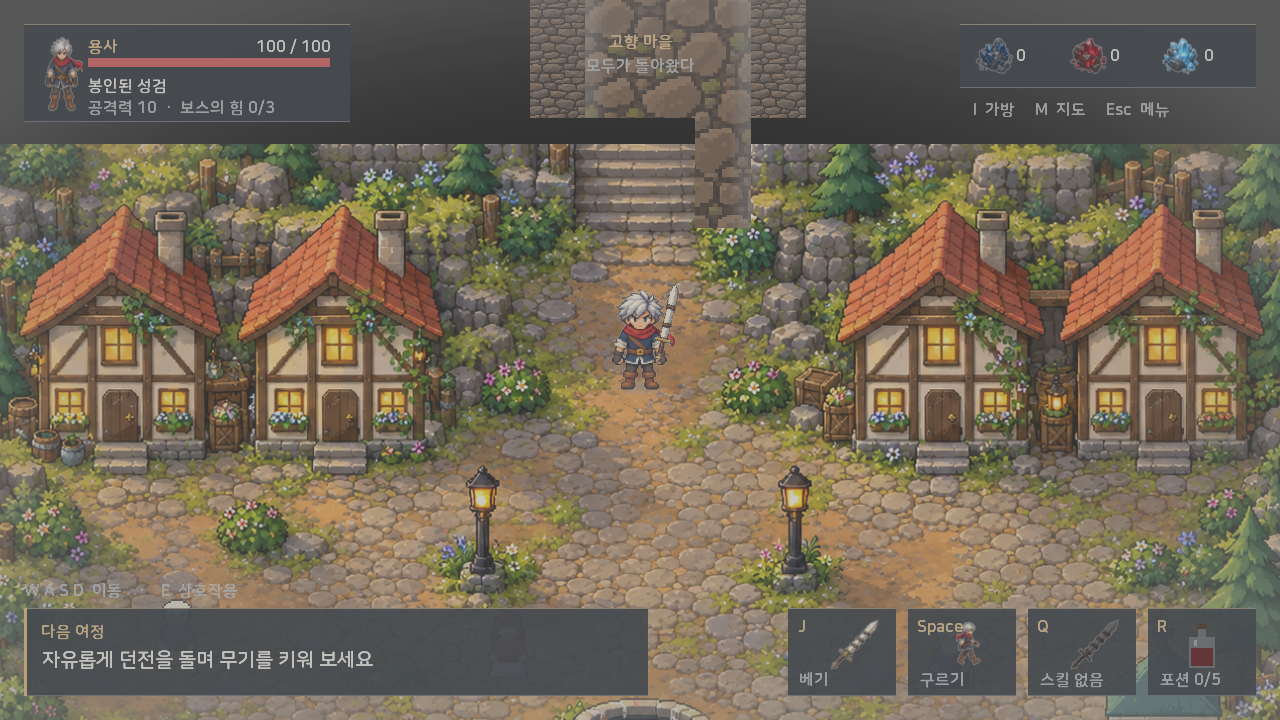 용사 100 / 100
봉인된 성검
공격력 10 · 보스의 힘 0/3
고향 마을
모두가 돌아왔다
0 0 0
I 가방 M 지도 Esc 메뉴
W A S D 이동 · E 상호작용
다음 여정
자유롭게 던전을 돌며 무기를 키워 보세요
J
베기
Space
구르기
Q
스킬 없음
R
포션 0/5